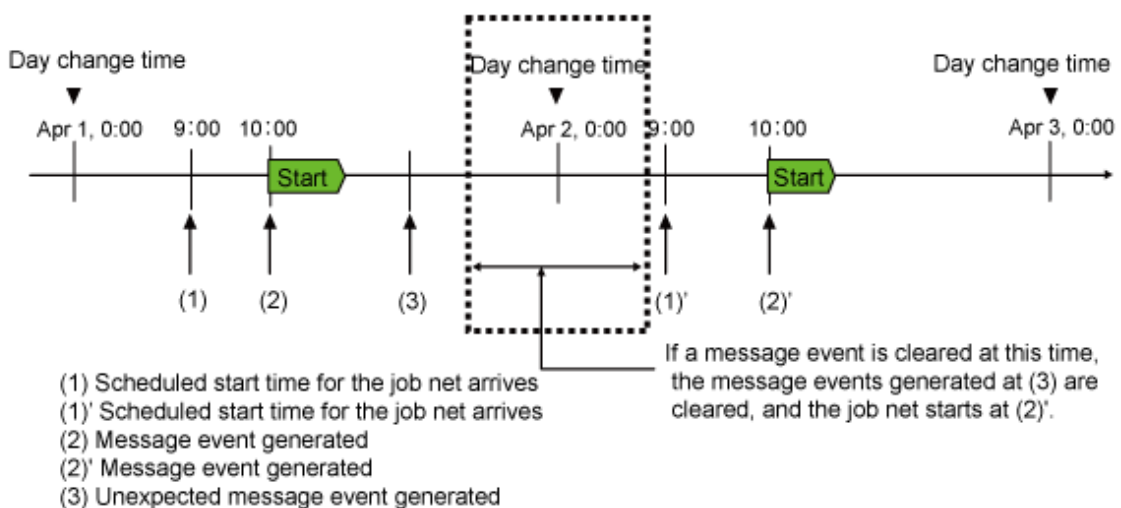 Day change time
Day change time
Day change time
Apr 1, 0:00
9:00
10:00
Apr 2, 0:00
9:00
10:00
Apr 3, 0:00
Start
Start
(1)
(2)
(3)
(1)'
(2)'
If a message event is cleared at this time,
the message events generated at (3) are
cleared, and the job net starts at (2)'.
(1) Scheduled start time for the job net arrives
(1)' Scheduled start time for the job net arrives
(2) Message event generated
(2)' Message event generated
(3) Unexpected message event generated